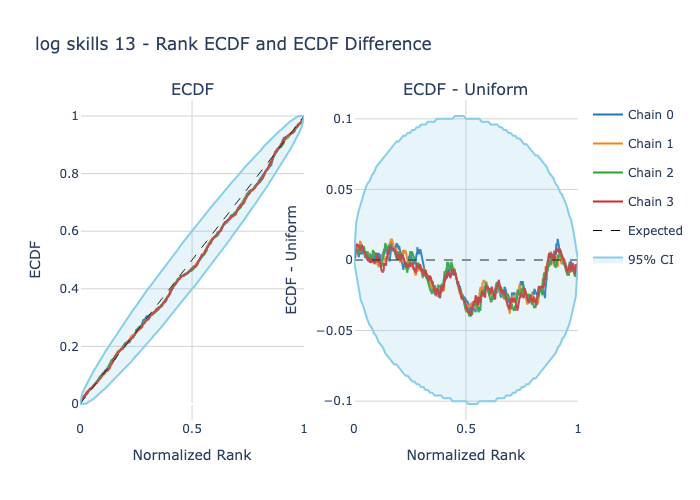 log skills 13 - Rank ECDF and ECDF Difference
ECDF
ECDF - Uniform
1
0.8
0.6
0.4
0.2
0
ECDF
0
0.5
1
Normalized Rank
0.1
0.05
0
−0.05
−0.1
ECDF - Uniform
0
0.5
1
Normalized Rank
Chain 0
Chain 1
Chain 2
Chain 3
Expected
95% CI